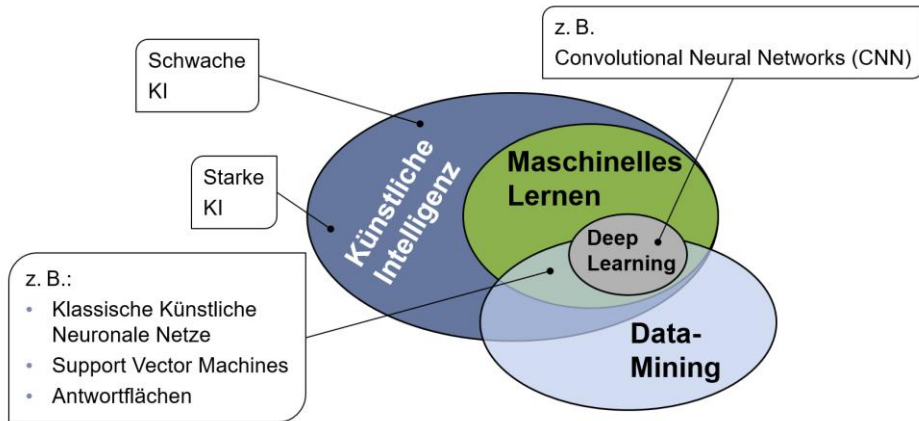 z. B.
Convolutional Neural Networks (CNN)
Schwache
KI
Starke
KI
Künstliche
Intelligenz
Maschinelles
Lernen
Deep
Learning
Data-
Mining
z. B.:
• Klassische Künstliche
Neuronale Netze
• Support Vector Machines
• Antwortflächen